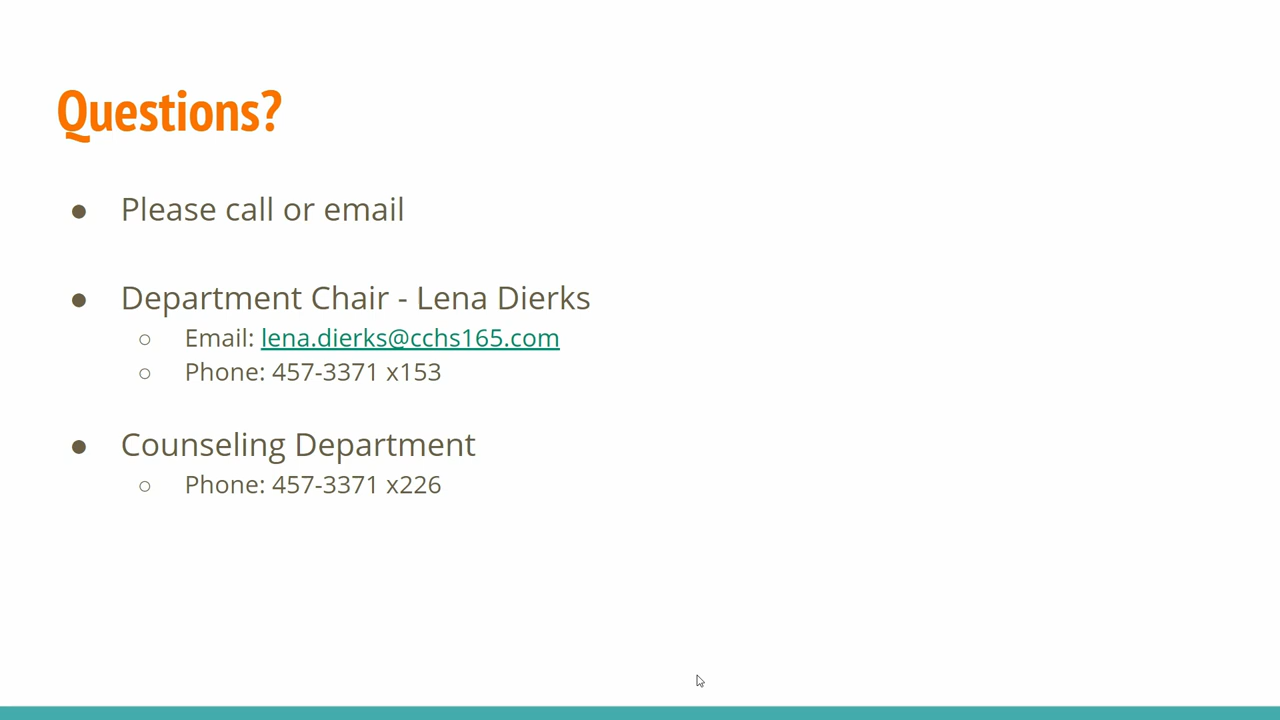 Questions?
● Please call or email
● Department Chair - Lena Dierks
○ Email: lena.dierks@cchs165.com
○ Phone: 457-3371 x153
● Counseling Department
○ Phone: 457-3371 x226